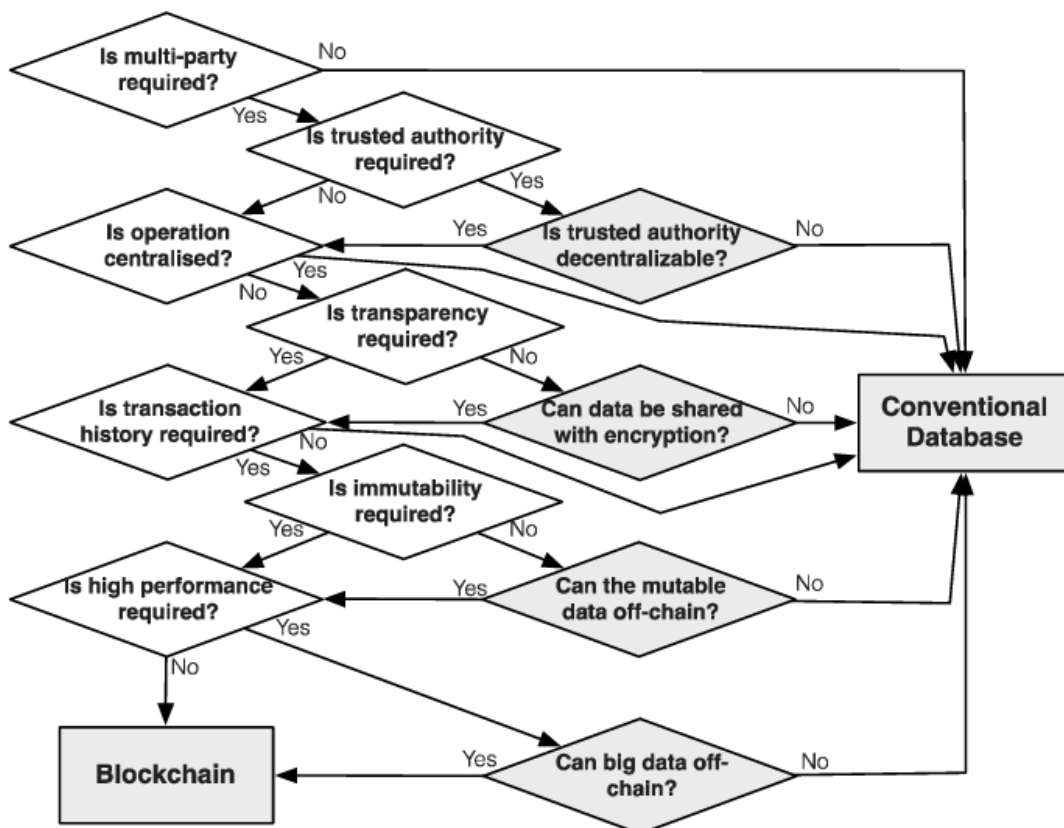 Is multi-party
required?
No
Yes
Is trusted authority
required?
No
Yes
Is operation
centralised?
Yes
Is trusted authority
decentralizable?
No
Yes
No
Is transparency
required?
Yes
No
Is transaction
history required?
Yes
Can data be shared
with encryption?
No
Conventional
Database
No
Yes
Is immutability
required?
Yes
No
Is high performance
required?
Yes
Can the mutable
data off-chain?
No
Yes
No
Blockchain
Yes
Can big data off-
chain?
No